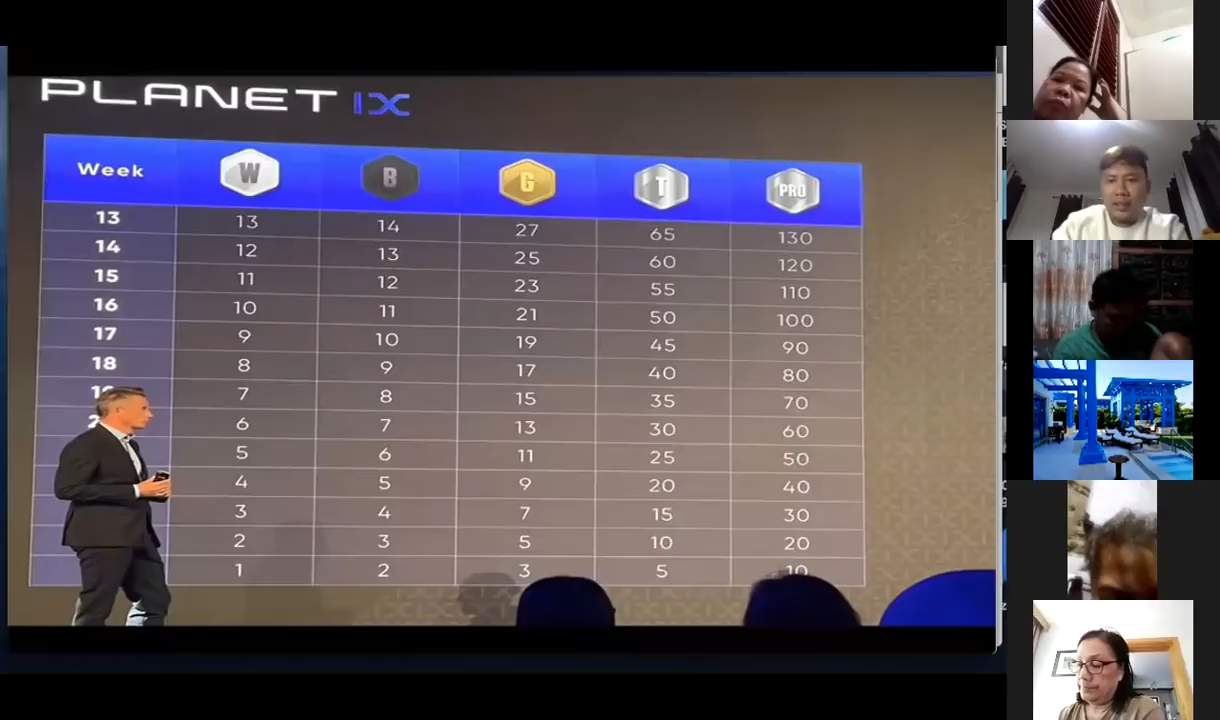 PLANET IX
Week W B G T PRO
13 13 14 27 65 130
14 12 13 25 60 120
15 11 12 23 55 110
16 10 11 21 50 100
17 9 10 19 45 90
18 8 9 17 40 80
7 8 15 35 70
6 7 13 30 60
5 6 11 25 50
4 5 9 20 40
3 4 7 15 30
2 3 5 10 20
1 2 3 5 10